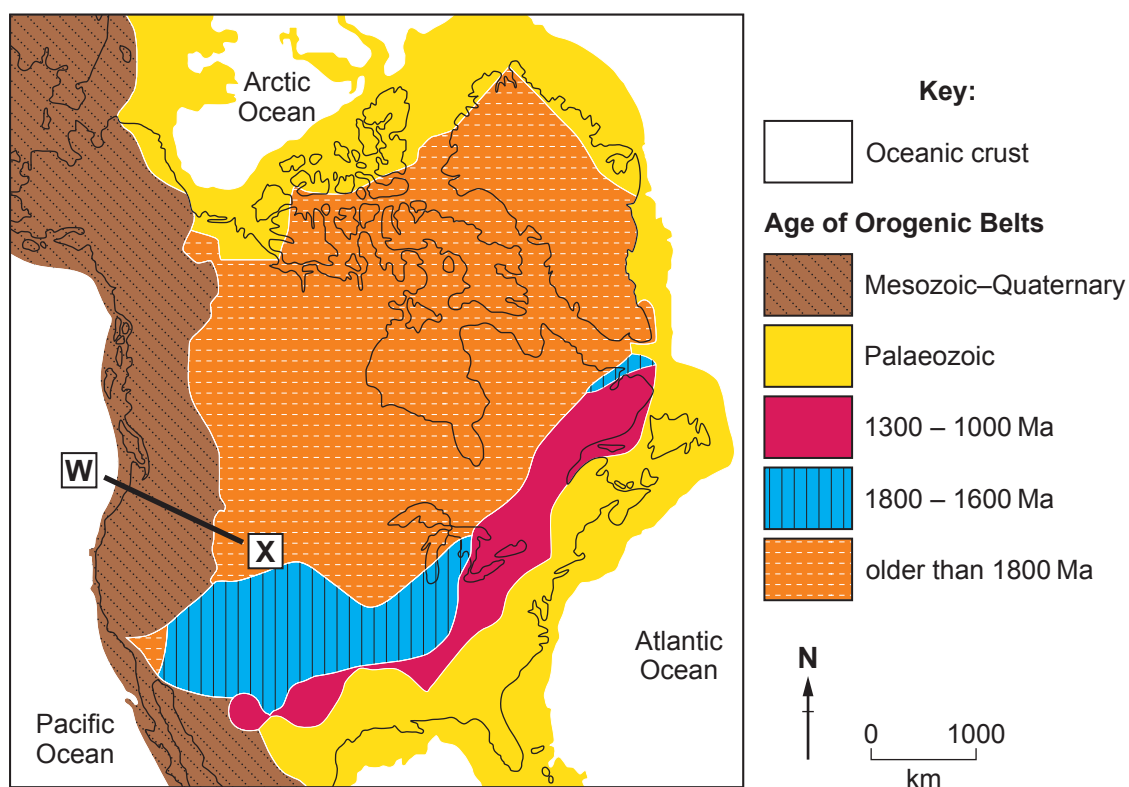 Arctic
Ocean
W
X
Pacific
Ocean
Atlantic
Ocean
Key:
Oceanic crust
Age of Orogenic Belts
Mesozoic–Quaternary
Palaeozoic
1300 – 1000 Ma
1800 – 1600 Ma
older than 1800 Ma
N
0 1000
km